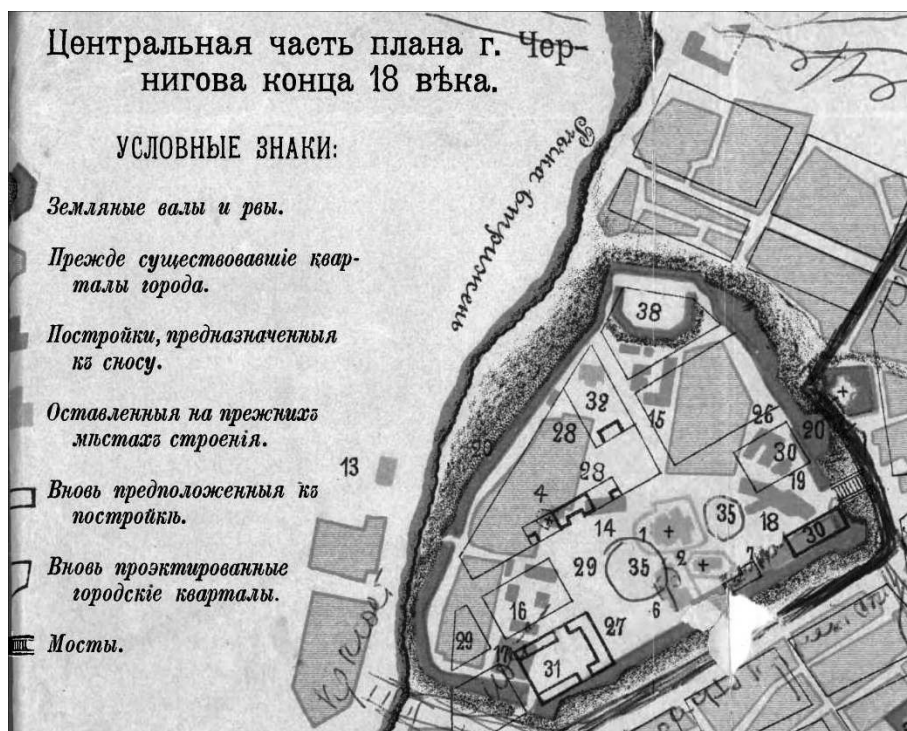 Центральная часть плана г. Чер-
нигова конца 18 вѣка.
УСЛОВНЫЕ ЗНАКИ:
Земляные валы и рвы.
Прежде существовавшіе квар-
талы города.
Постройки, предназначенныя
къ сносу.
Оставленныя на прежнихъ
мѣстахъ строенія.
Вновь предположенныя къ
постройкѣ.
Вновь проэктированные
городскіе кварталы.
Мосты.
Рѣчка Стрижень
38
32
15
26
28
20
20
30
13
28
19
4
35
18
14
1
30
29
35
2
7
16
6
27
29
17
31